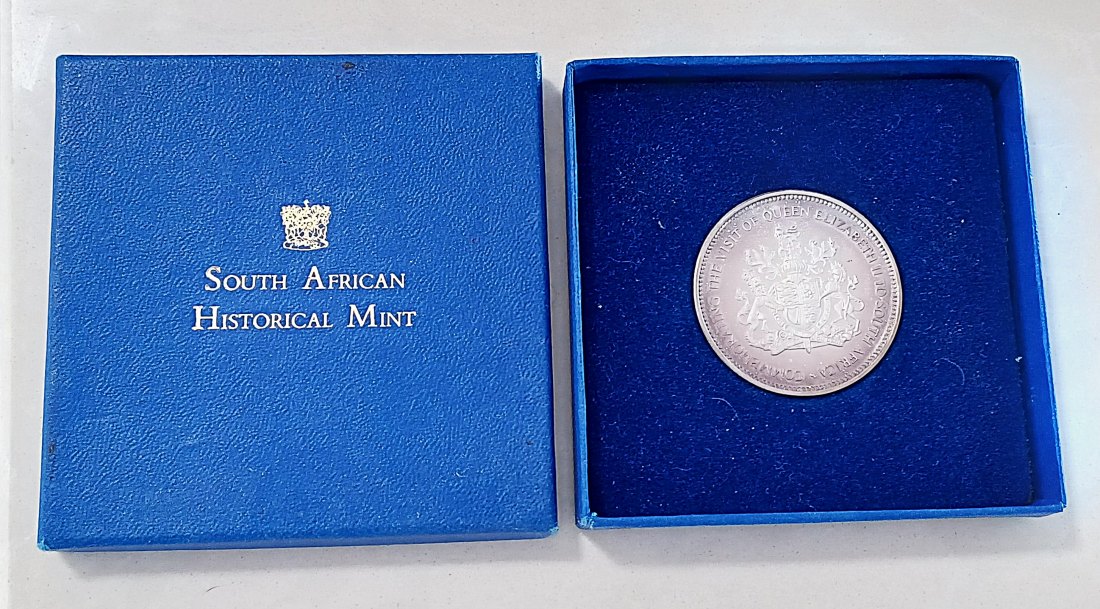 SOUTH AFRICAN
HISTORICAL MINT
COMMEMORATING THE VISIT OF QUEEN ELIZABETH II TO SOUTH AFRICA